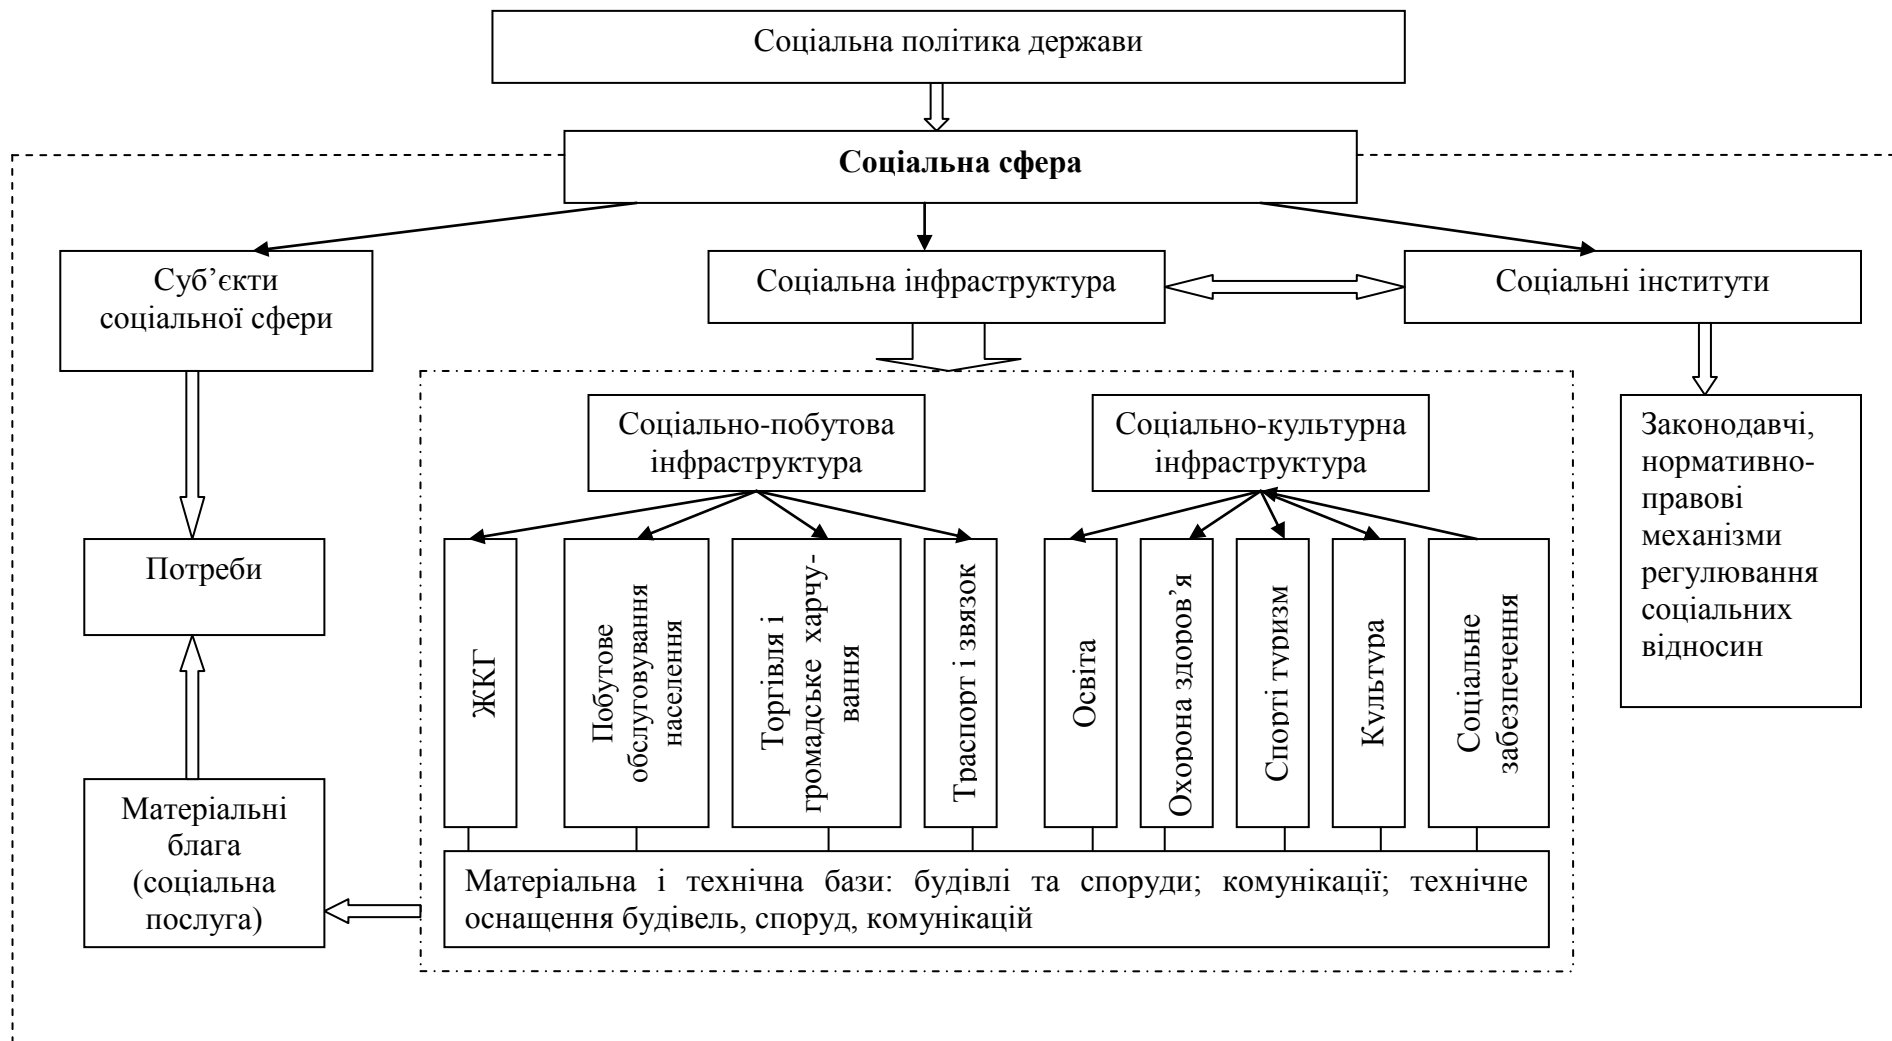 Соціальна політика держави
Соціальна сфера
Суб’єкти
соціальної сфери
Соціальна інфраструктура
Соціальні інститути
Соціально-побутова
інфраструктура
Соціально-культурна
інфраструктура
Законодавчі,
нормативно-
правові
механізми
регулювання
соціальних
відносин
Потреби
ЖКГ
Побутове
обслуговування
населення
Торгівля і
громадське харчу-
вання
Траспорт і звязок
Освіта
Охорона здоров’я
Спорті туризм
Культура
Соціальне
забезпечення
Матеріальні
блага
(соціальна
послуга)
Матеріальна і технічна бази: будівлі та споруди; комунікації; технічне
оснащення будівель, споруд, комунікацій